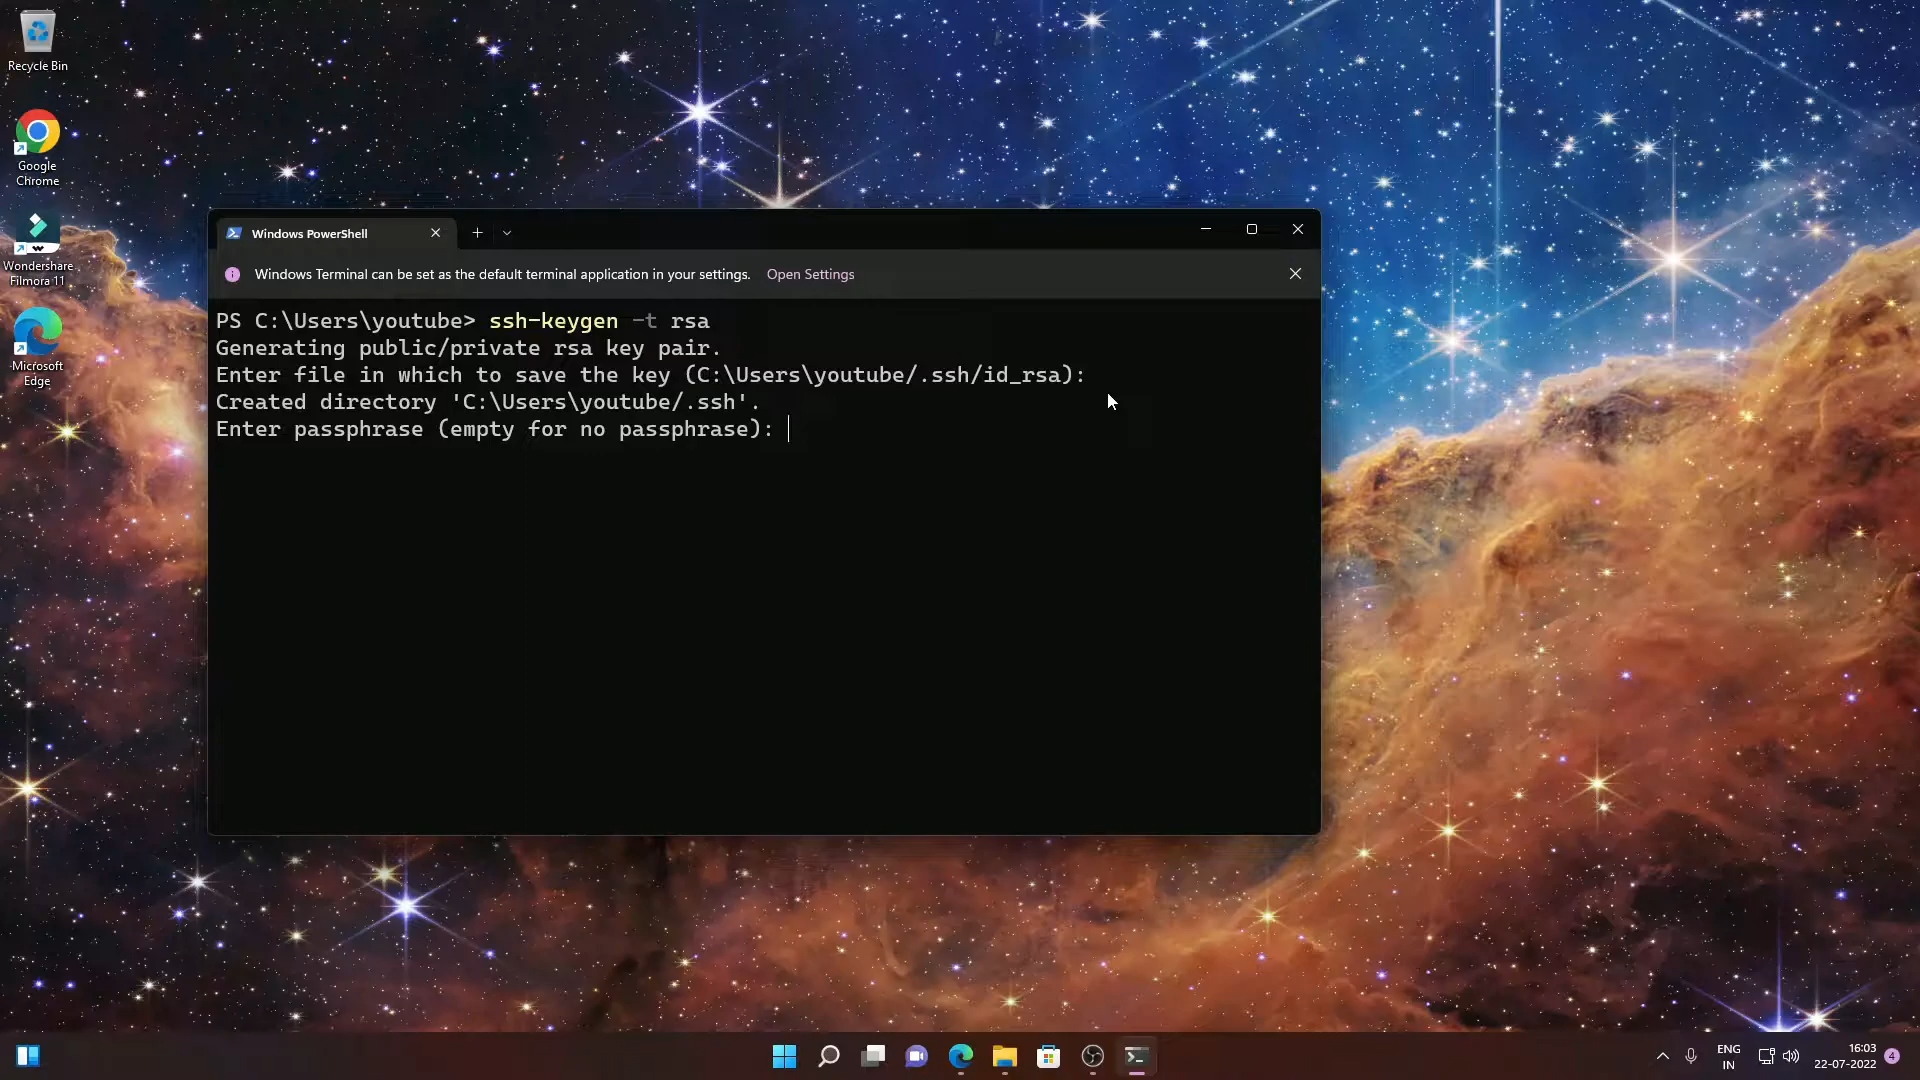 Recycle Bin
Google
Chrome
Wondershare
Filmora 11
Microsoft
Edge
Windows PowerShell
Windows Terminal can be set as the default terminal application in your settings. Open Settings
PS C:\Users\youtube> ssh-keygen -t rsa
Generating public/private rsa key pair.
Enter file in which to save the key (C:\Users\youtube/.ssh/id_rsa):
Created directory 'C:\Users\youtube/.ssh'.
Enter passphrase (empty for no passphrase):
ENG
IN
16:03
22-07-2022
4